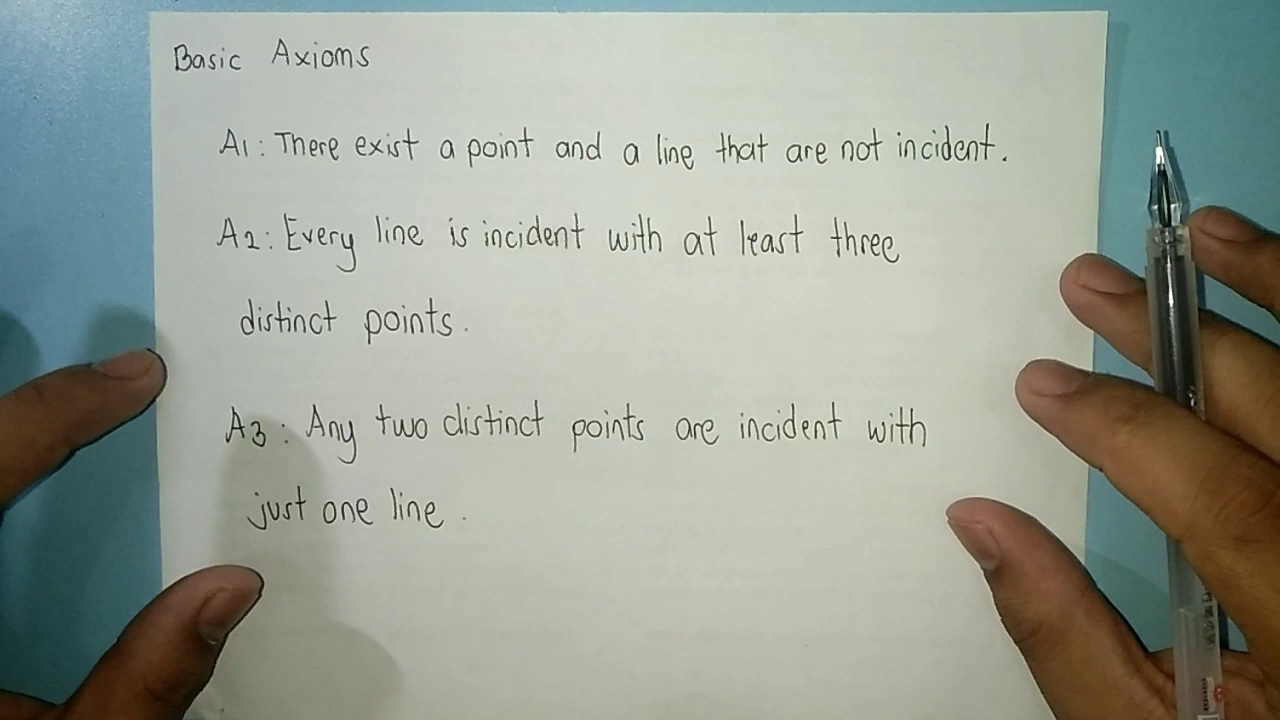 Basic Axioms
A1: There exist a point and a line that are not incident.
A2: Every line is incident with at least three
distinct points.
A3: Any two distinct points are incident with
just one line.